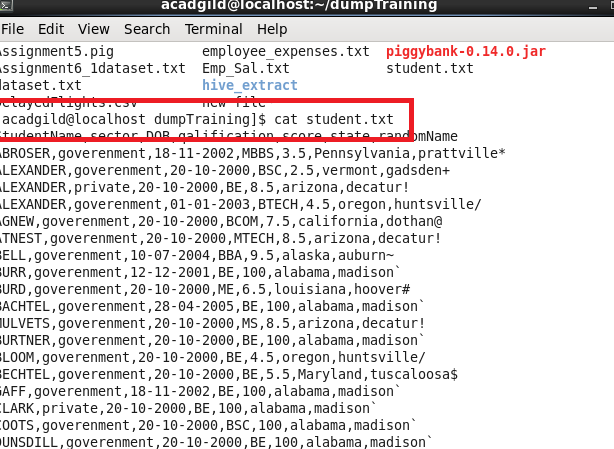 acadgild@localhost:~/dumpTraining
File Edit View Search Terminal Help
Assignment5.pig employee_expenses.txt piggybank-0.14.0.jar
Assignment6_1dataset.txt Emp_Sal.txt student.txt
dataset.txt hive_extract
DelayedFlights.csv new file
[acadgild@localhost dumpTraining]$ cat student.txt
StudentName,sector,DOB,qalification,score,state,randomName
ABROSER,goverenment,18-11-2002,MBBS,3.5,Pennsylvania,prattville*
ALEXANDER,goverenment,20-10-2000,BSC,2.5,vermont,gadsden+
ALEXANDER,private,20-10-2000,BE,8.5,arizona,decatur!
ALEXANDER,goverenment,01-01-2003,BTECH,4.5,oregon,huntsville/
AGNEW,goverenment,20-10-2000,BCOM,7.5,california,dothan@
ATNEST,goverenment,20-10-2000,MTECH,8.5,arizona,decatur!
BELL,goverenment,10-07-2004,BBA,9.5,alaska,auburn~
BURR,goverenment,12-12-2001,BE,100,alabama,madison`
BURD,goverenment,20-10-2000,ME,6.5,louisiana,hoover#
BACHTEL,goverenment,28-04-2005,BE,100,alabama,madison`
MULVETS,goverenment,20-10-2000,MS,8.5,arizona,decatur!
BURTNER,goverenment,20-10-2000,BE,100,alabama,madison`
BLOOM,goverenment,20-10-2000,BE,4.5,oregon,huntsville/
BECHTEL,goverenment,20-10-2000,BE,5.5,Maryland,tuscaloosa$
GAFF,goverenment,18-11-2002,BE,100,alabama,madison`
CLARK,private,20-10-2000,BE,100,alabama,madison`
COOTS,goverenment,20-10-2000,BSC,100,alabama,madison`
DUNSDILL,goverenment,20-10-2000,BE,100,alabama,madison`